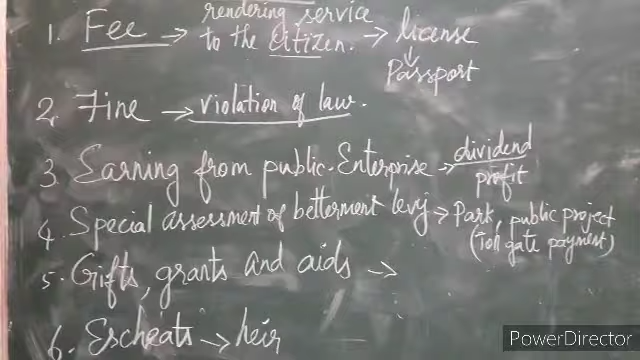 rendering service
1. Fee → to the Citizen. → license
↓
Passport
2. Fine → violation of law.
3. Earning from public Enterprise → dividend
profit
4. Special assessment of betterment levy → Park, public project
(Toll gate payment)
5. Gifts, grants and aids →
6. Escheats → heir
PowerDirector